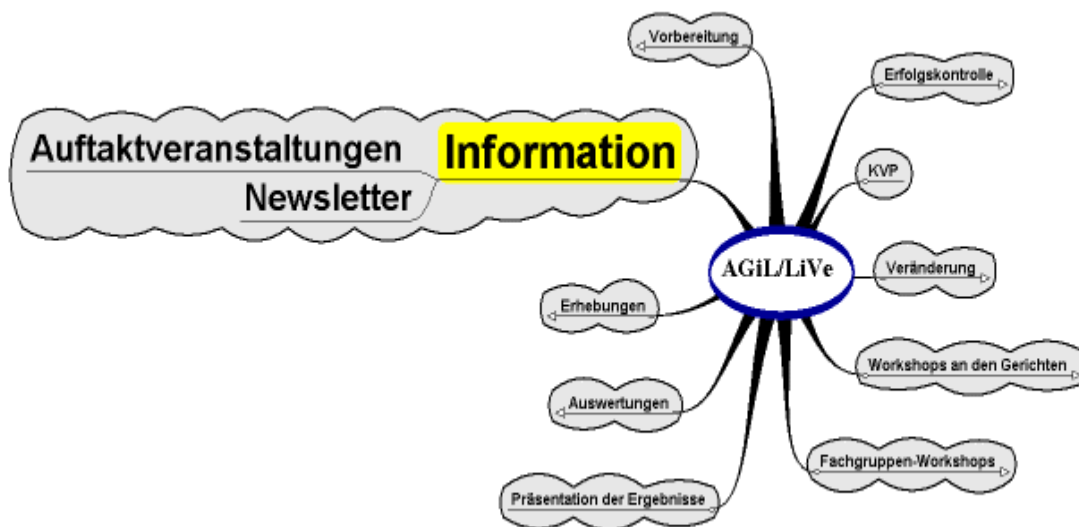 Vorbereitung
Erfolgskontrolle
Auftaktveranstaltungen
Information
Newsletter
KVP
AGiL/LiVe
Veränderung
Erhebungen
Workshops an den Gerichten
Auswertungen
Fachgruppen-Workshops
Präsentation der Ergebnisse